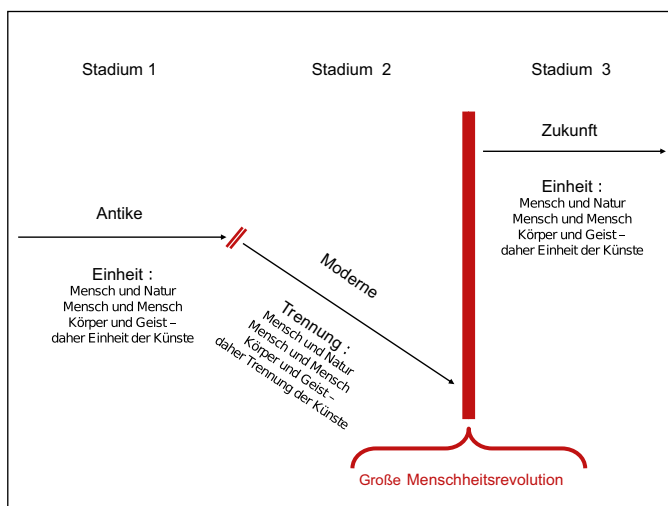 Stadium 1
Stadium 2
Stadium 3
Antike
Einheit :
Mensch und Natur
Mensch und Mensch
Körper und Geist –
daher Einheit der Künste
Moderne
Trennung :
Mensch und Natur
Mensch und Mensch
Körper und Geist –
daher Trennung der Künste
Zukunft
Einheit :
Mensch und Natur
Mensch und Mensch
Körper und Geist –
daher Einheit der Künste
Große Menschheitsrevolution